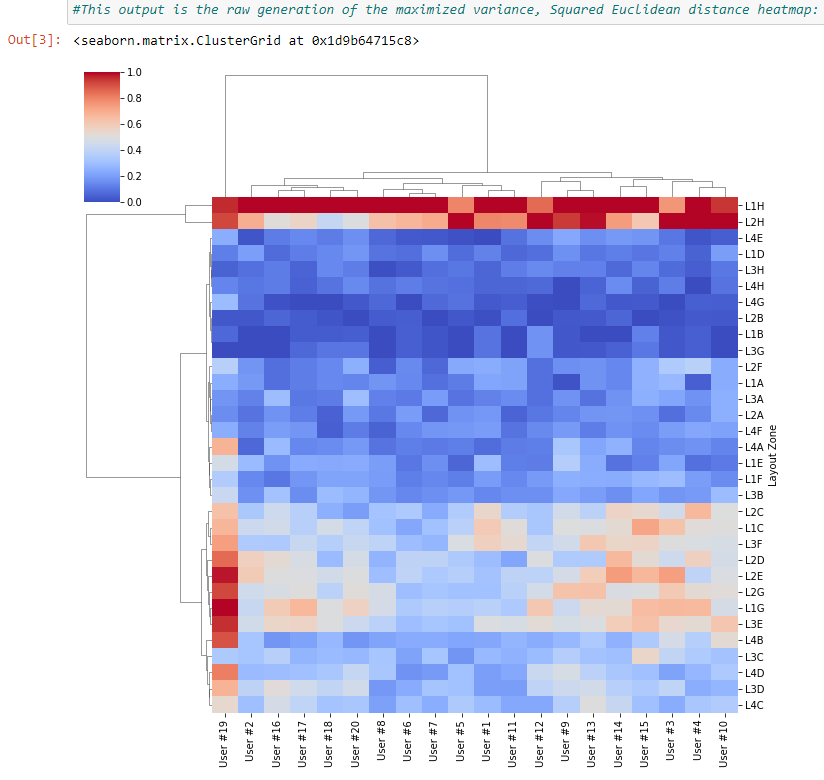 #This output is the raw generation of the maximized variance, Squared Euclidean distance heatmap:
Out[3]: <seaborn.matrix.ClusterGrid at 0x1d9b64715c8>
1.0
0.8
0.6
0.4
0.2
0.0
L1H
L2H
L4E
L1D
L3H
L4H
L4G
L2B
L1B
L3G
L2F
L1A
L3A
L2A
L4F
L4A
L1E
L1F
L3B
L2C
L1C
L3F
L2D
L2E
L2G
L1G
L3E
L4B
L3C
L4D
L3D
L4C
Layout Zone
User #19
User #2
User #16
User #17
User #18
User #20
User #8
User #6
User #7
User #5
User #1
User #11
User #12
User #9
User #13
User #14
User #15
User #3
User #4
User #10